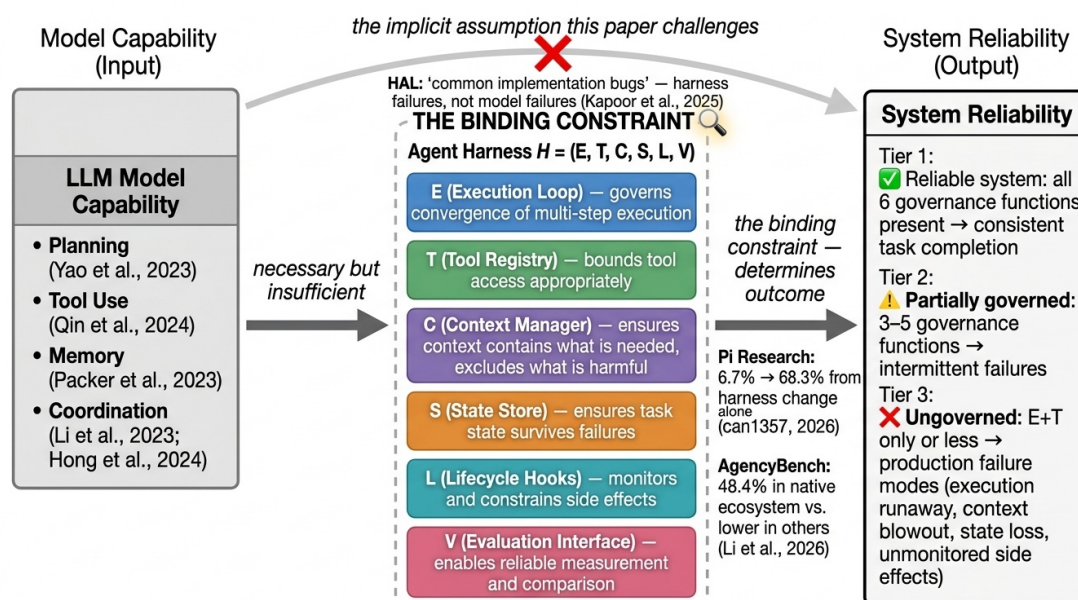 the implicit assumption this paper challenges
Model Capability
(Input)
LLM Model
Capability
• Planning
(Yao et al., 2023)
• Tool Use
(Qin et al., 2024)
• Memory
(Packer et al., 2023)
• Coordination
(Li et al., 2023;
Hong et al., 2024)
necessary but
insufficient
HAL: ‘common implementation bugs’ — harness
failures, not model failures (Kapoor et al., 2025)
THE BINDING CONSTRAINT
Agent Harness H = (E, T, C, S, L, V)
E (Execution Loop) — governs
convergence of multi-step execution
T (Tool Registry) — bounds tool
access appropriately
C (Context Manager) — ensures
context contains what is needed,
excludes what is harmful
S (State Store) — ensures task
state survives failures
L (Lifecycle Hooks) — monitors
and constrains side effects
V (Evaluation Interface) —
enables reliable measurement
and comparison
the binding
constraint —
determines
outcome
Pi Research:
6.7% → 68.3% from
harness change
alone
(can1357, 2026)
AgencyBench:
48.4% in native
ecosystem vs.
lower in others
(Li et al., 2026)
System Reliability
(Output)
System Reliability
Tier 1:
✅ Reliable system: all
6 governance functions
present → consistent
task completion
Tier 2:
⚠️ Partially governed:
3–5 governance
functions →
intermittent failures
Tier 3:
❌ Ungoverned: E+T
only or less →
production failure
modes (execution
runaway, context
blowout, state loss,
unmonitored side
effects)